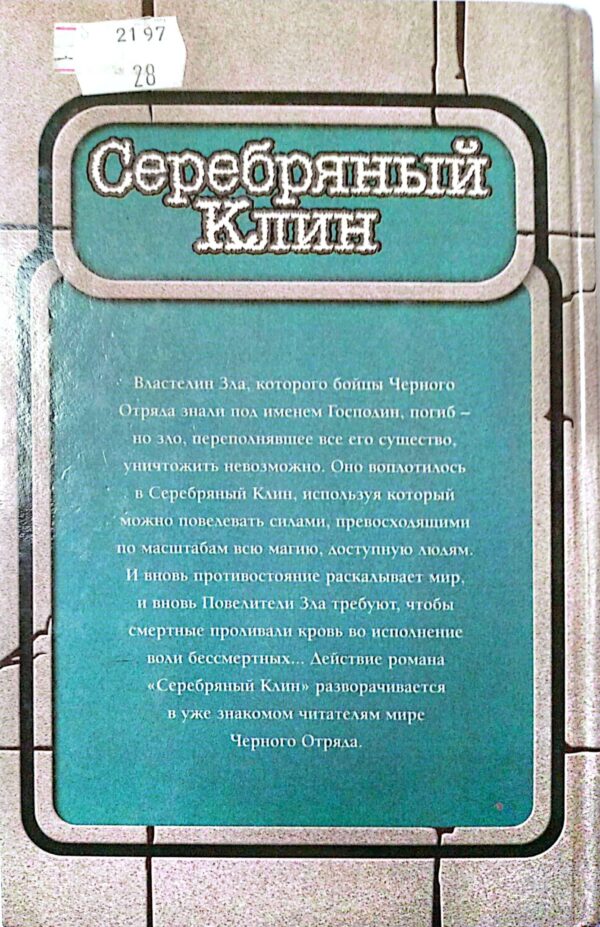 2197
28
Серебряный
Клин
Властелин Зла, которого бойцы Черного
Отряда знали под именем Господин, погиб –
но зло, переполнявшее все его существо,
уничтожить невозможно. Оно воплотилось
в Серебряный Клин, используя который
можно повелевать силами, превосходящими
по масштабам всю магию, доступную людям.
И вновь противостояние раскалывает мир,
и вновь Повелители Зла требуют, чтобы
смертные проливали кровь во исполнение
воли бессмертных... Действие романа
«Серебряный Клин» разворачивается
в уже знакомом читателям мире
Черного Отряда.